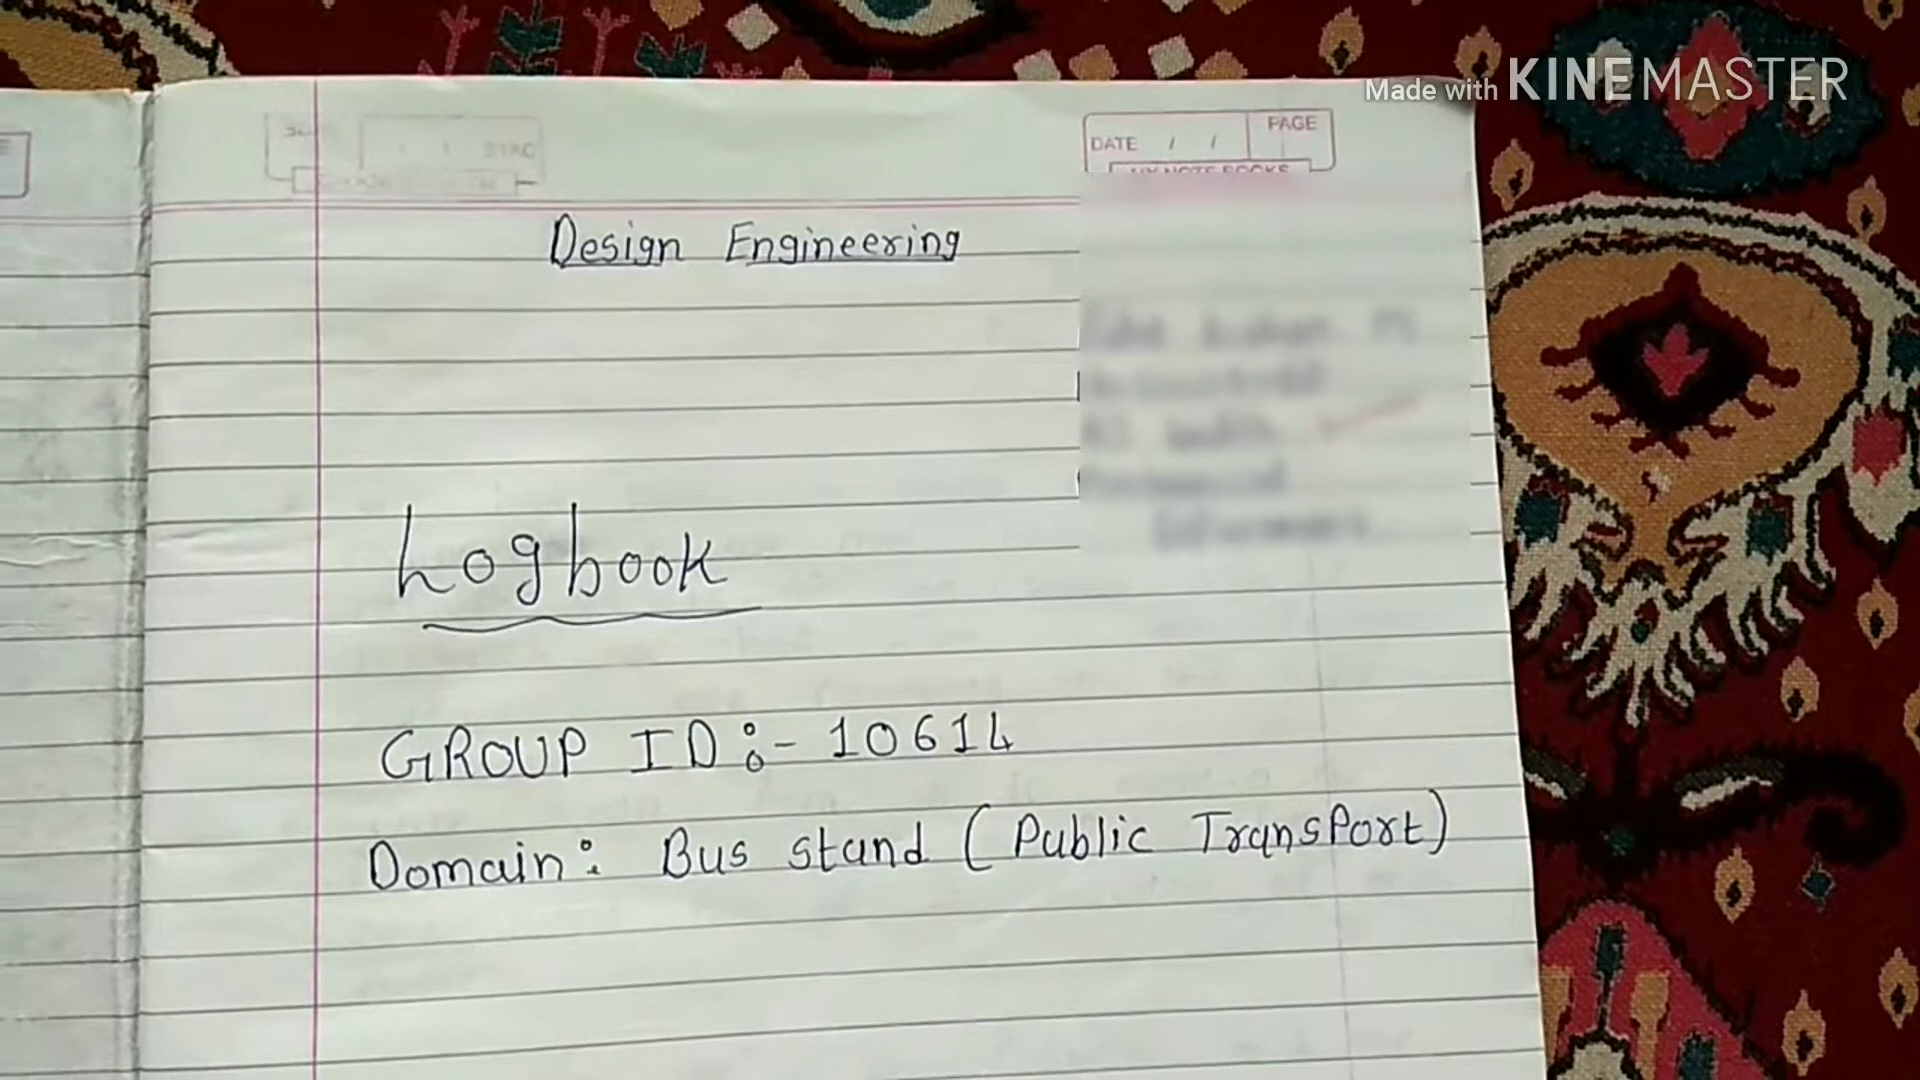 Made with KINEMASTER
DATE / / PAGE
Design Engineering
Logbook
GROUP ID:- 10614
Domain: Bus stand (Public Transport)